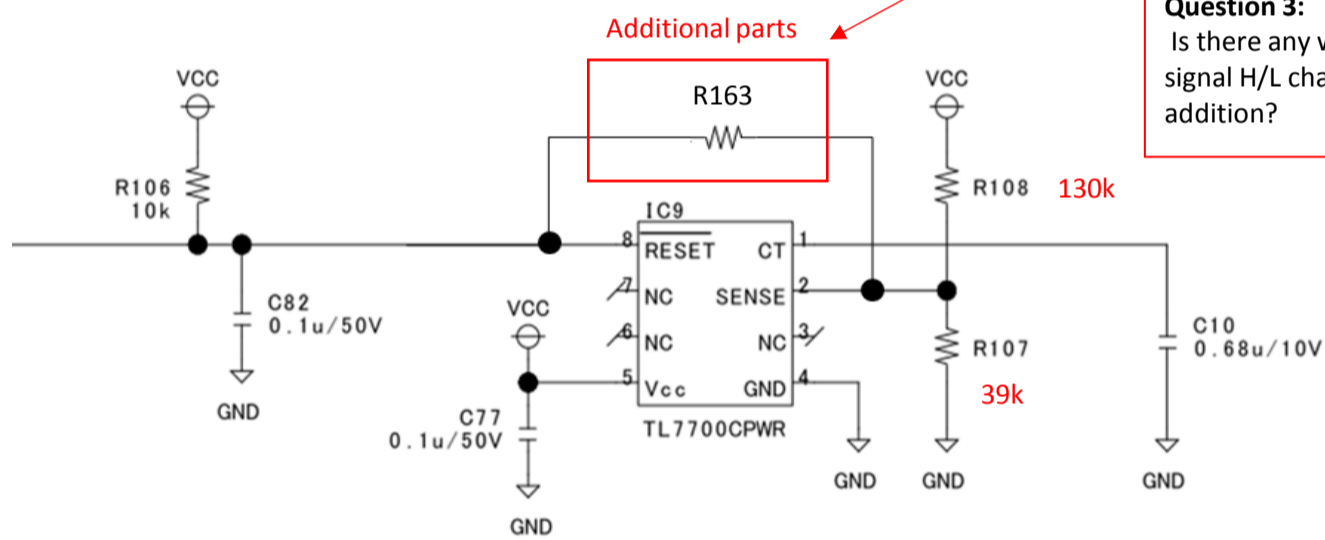 Additional parts
Question 3:
Is there any
signal H/L
addition?
VCC
R163
VCC
R106
10k
R108 130k
IC9
8 RESET CT 1
7 NC SENSE 2
6 NC NC 3
5 Vcc GND 4
TL7700CPWR
C82
0.1u/50V
GND
VCC
C77
0.1u/50V
GND
R107
39k
C10
0.68u/10V
GND
GND
GND